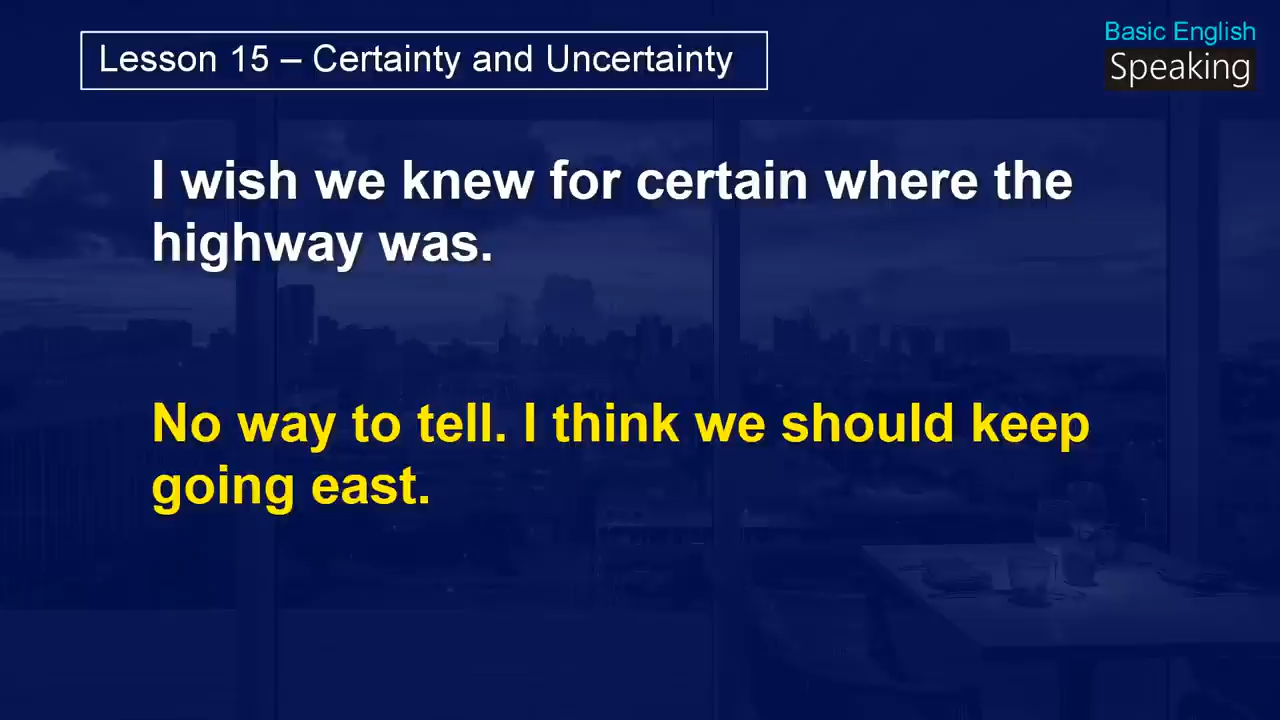 Lesson 15 – Certainty and Uncertainty
Basic English
Speaking
I wish we knew for certain where the
highway was.
No way to tell. I think we should keep
going east.